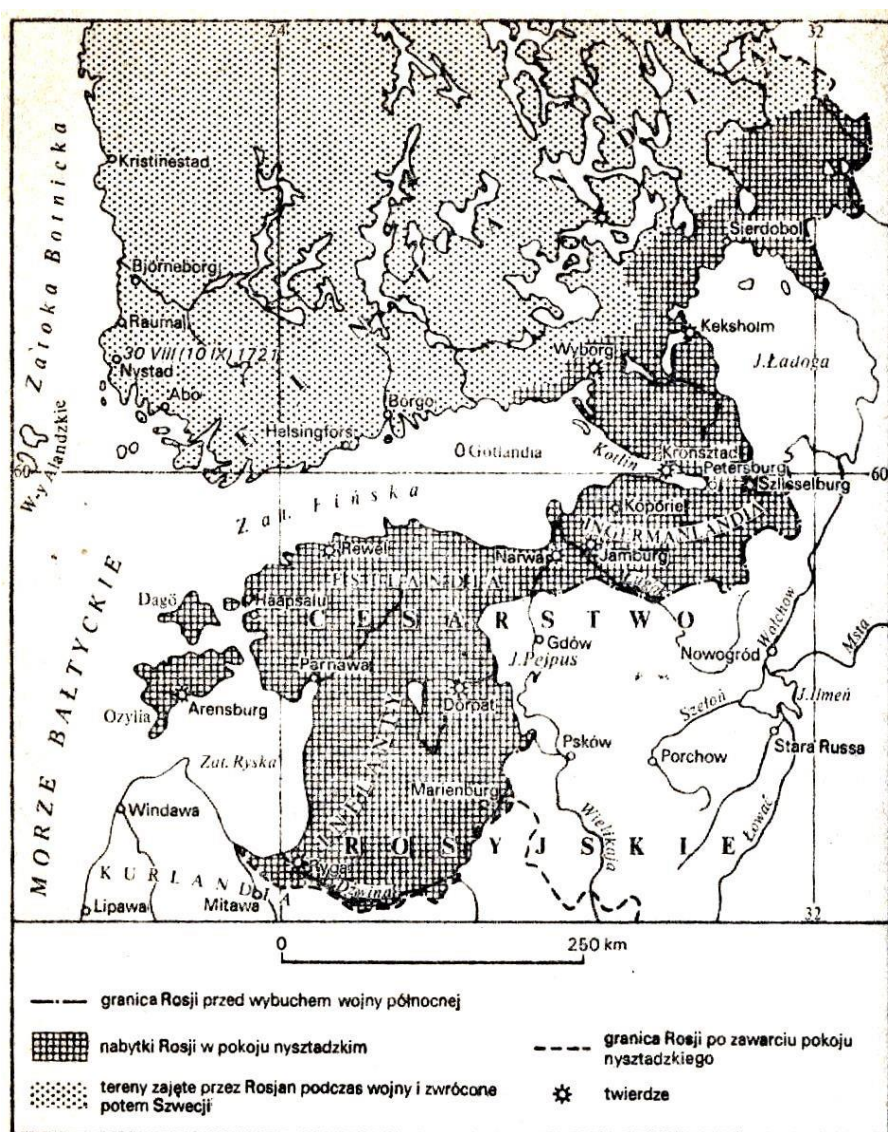 24
32
Zatoka Botnicka
Kristinestad
Björneborg
Rauma
30 VIII (10 IX) 1721
Nystad
Abo
W-y Alandzkie
60
60
FINLANDIA
Sierdobol
Keksholm
J.Ładoga
Wyborg
Borgo
Helsingfors
Gotlandia
Kotlin
Kronsztad
Petersburg
Szlisselburg
Koporie
INGERMANLANDIA
Zat. Fińska
Rewel
Narwa
Jamburg
Ługa
ESTLANDIA
Dagö
Haapsalu
CESARSTWO
Gdów
J.Pejpus
Nowogród
Wołchow
Msta
MORZE BAŁTYCKIE
Parnawa
Dorpat
Szełoń
J.Ilmeń
Ozylia
Arensburg
INFLANTY
Psków
Porchow
Stara Russa
Zat. Ryska
Marienburg
Windawa
Wielikaja
Łować
ROSYJSKIE
Ryga
Dźwina
KURLANDIA
Lipawa
Mitawa
32
0
250 km
granica Rosji przed wybuchem wojny północnej
nabytki Rosji w pokoju nysztadzkim
granica Rosji po zawarciu pokoju
nysztadzkiego
tereny zajęte przez Rosjan podczas wojny i zwrócone
potem Szwecji
twierdze